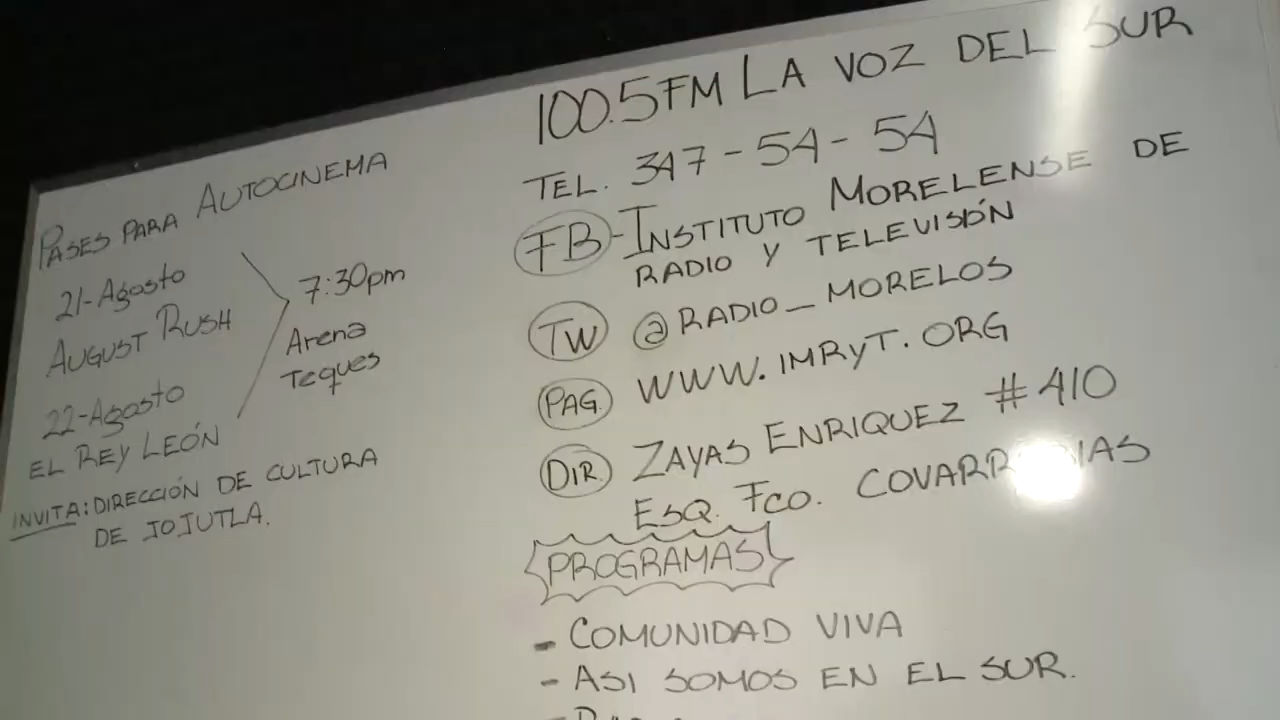 PASES PARA AUTOCINEMA
21-Agosto
AUGUST RUSH
22-Agosto
EL REY LEÓN
7:30pm
Arena
Teques
INVITA: DIRECCIÓN DE CULTURA
DE JOJUTLA.
100.5FM LA VOZ DEL SUR
TEL. 347-54-54
FB - INSTITUTO MORELENSE DE
RADIO Y TELEVISIÓN
TW @RADIO_MORELOS
PAG. WWW.IMRyT.ORG
DIR. ZAYAS ENRIQUEZ #410
ESQ. FCO. COVARRUBIAS
PROGRAMAS
- COMUNIDAD VIVA
- ASI SOMOS EN EL SUR.